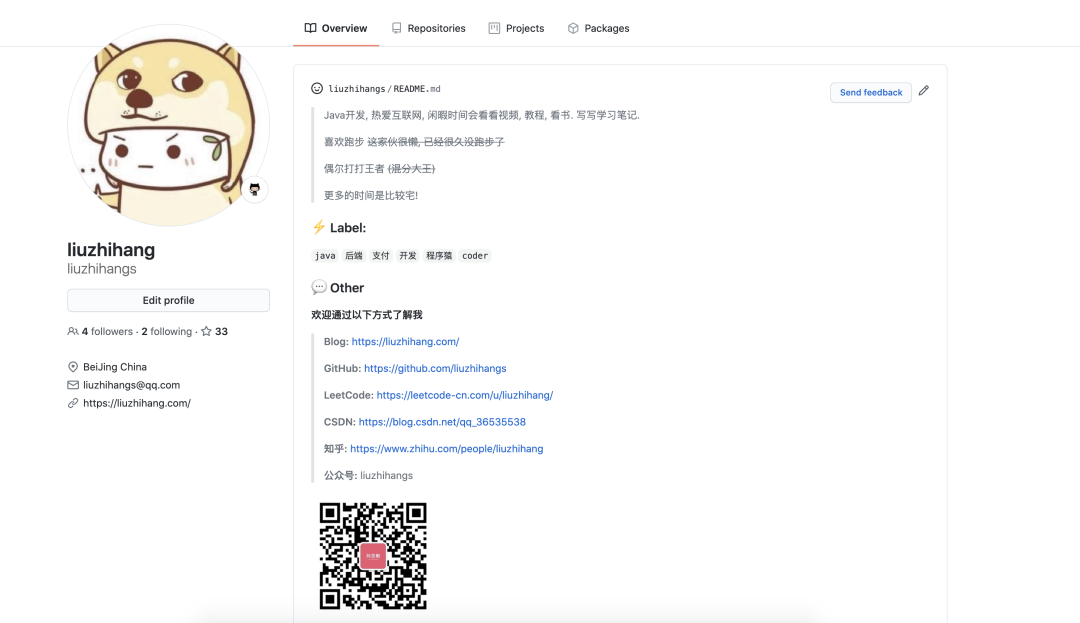 Overview Repositories Projects Packages
liuzhihangs/README.md
Send feedback
Java开发, 热爱互联网, 闲暇时间会看看视频, 教程, 看书. 写写学习笔记.
喜欢跑步 这家伙很懒, 已经很久没跑步了
偶尔打打王者 (混分大王)
更多的时间是比较宅!
⚡ Label:
java 后端 支付 开发 程序猿 coder
💬 Other
欢迎通过以下方式了解我
Blog: https://liuzhihang.com/
GitHub: https://github.com/liuzhihangs
LeetCode: https://leetcode-cn.com/u/liuzhihang/
CSDN: https://blog.csdn.net/qq_36535538
知乎: https://www.zhihu.com/people/liuzhihang
公众号: liuzhihangs
liuzhihang
liuzhihangs
Edit profile
4 followers · 2 following · 33
BeiJing China
liuzhihangs@qq.com
https://liuzhihang.com/